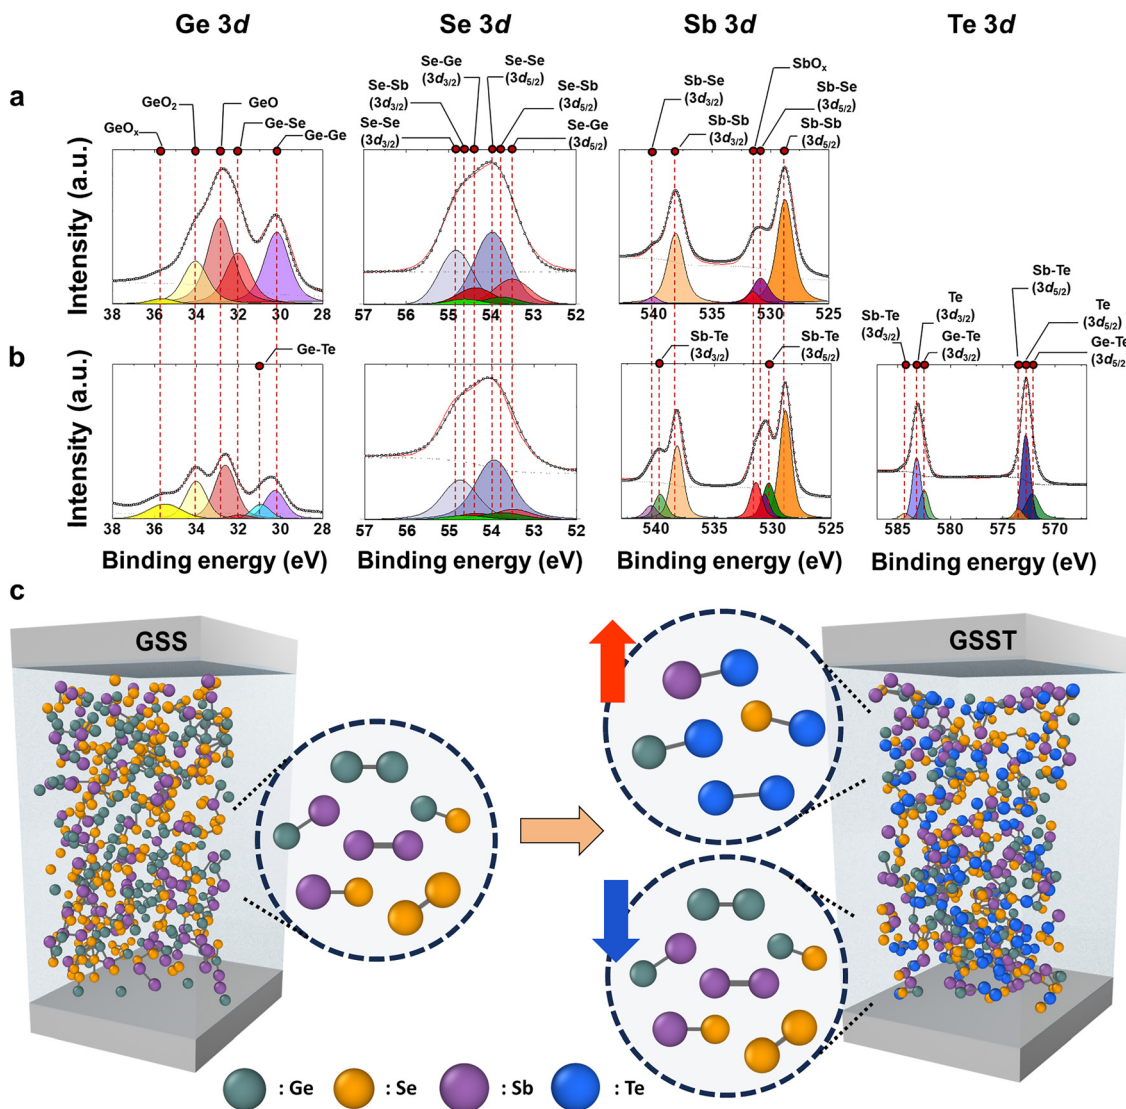 Ge 3d
Se 3d
Sb 3d
Te 3d
a
GeOx
GeO2
GeO
Ge-Se
Ge-Ge
Se-Ge
(3d3/2)
Se-Se
(3d5/2)
Se-Sb
(3d3/2)
Se-Sb
(3d5/2)
Se-Se
(3d3/2)
Se-Ge
(3d5/2)
SbOx
Sb-Se
(3d3/2)
Sb-Se
(3d5/2)
Sb-Sb
(3d3/2)
Sb-Sb
(3d5/2)
Intensity (a.u.)
38 36 34 32 30 28
57 56 55 54 53 52
540 535 530 525
b
Ge-Te
Sb-Te
(3d3/2)
Sb-Te
(3d5/2)
Sb-Te
(3d5/2)
Sb-Te
(3d3/2)
Te
(3d3/2)
Te
(3d5/2)
Ge-Te
(3d3/2)
Ge-Te
(3d5/2)
Intensity (a.u.)
38 36 34 32 30 28
57 56 55 54 53 52
540 535 530 525
585 580 575 570
Binding energy (eV)
Binding energy (eV)
Binding energy (eV)
Binding energy (eV)
c
GSS
GSST
: Ge
: Se
: Sb
: Te